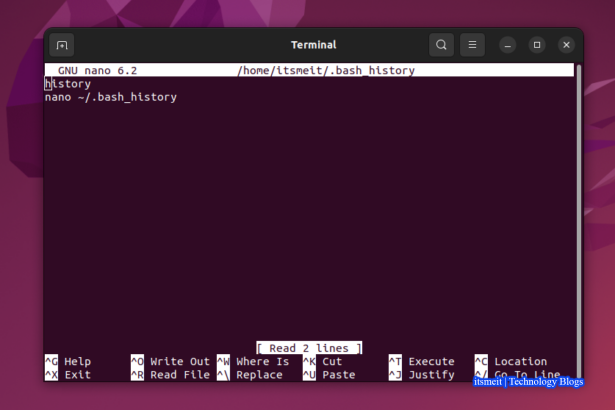 Terminal
GNU nano 6.2 /home/itsmeit/.bash_history
history
nano ~/.bash_history
[ Read 2 lines ]
^G Help ^O Write Out ^W Where Is ^K Cut ^T Execute ^C Location
^X Exit ^R Read File ^\ Replace ^U Paste ^J Justify ^/ Go To Line
itsmeit | Technology Blogs